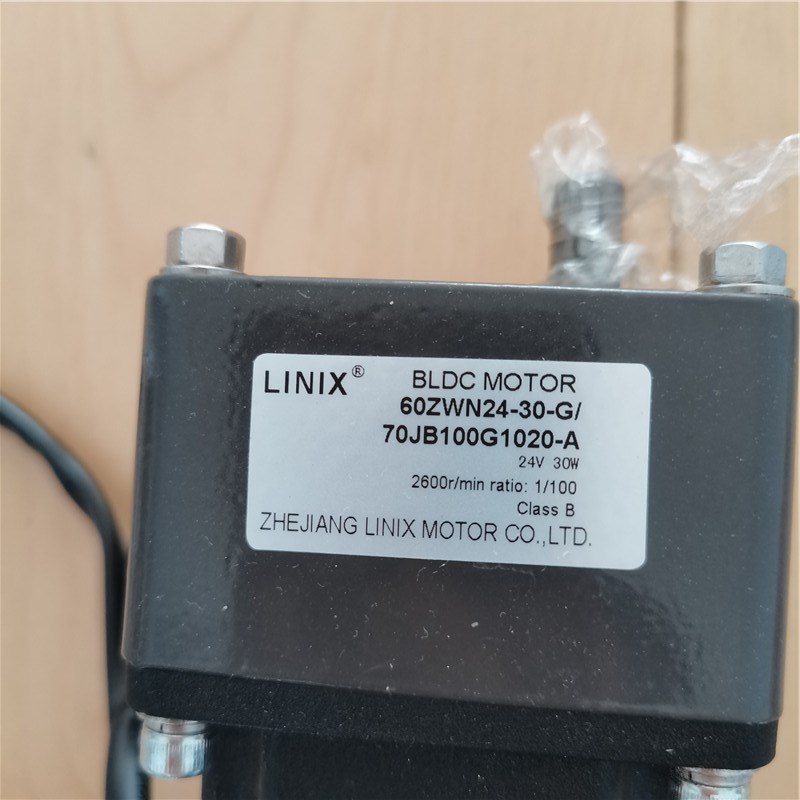 LINIX® BLDC MOTOR
60ZWN24-30-G/
70JB100G1020-A
24V 30W
2600r/min ratio: 1/100
Class B
ZHEJIANG LINIX MOTOR CO.,LTD.